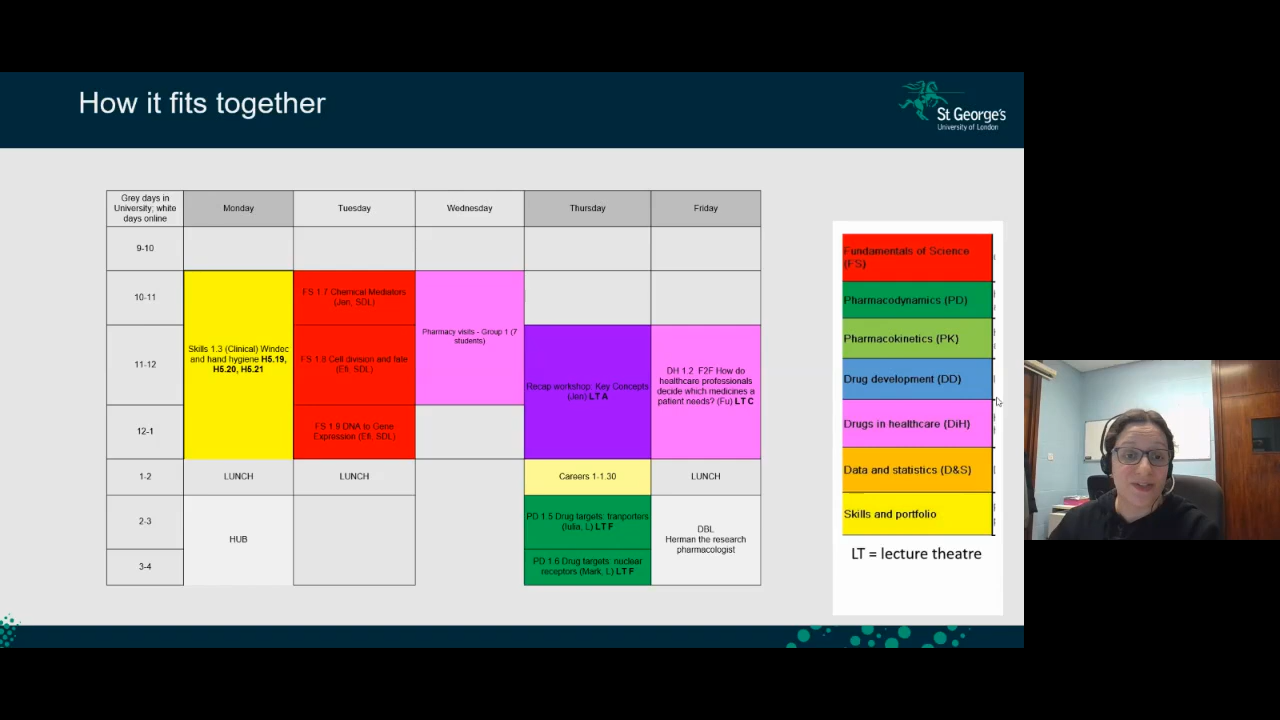 How it fits together
St George's
University of London
Grey days in
University; white
days online
Monday
Tuesday
Wednesday
Thursday
Friday
9-10
10-11
FS 1.7 Chemical Mediators
(Jen, SDL)
Pharmacy visits - Group 1 (7
students)
11-12
Skills 1.3 (Clinical) Windec
and hand hygiene H5.19,
H5.20, H5.21
FS 1.8 Cell division and fate
(Efi, SDL)
Recap workshop: Key Concepts
(Jen) LT A
DH 1.2 F2F How do
healthcare professionals
decide which medicines a
patient needs? (Fu) LT C
12-1
FS 1.9 DNA to Gene
Expression (Efi, SDL)
1-2
LUNCH
LUNCH
Careers 1-1.30
LUNCH
2-3
HUB
PD 1.5 Drug targets: tranporters
(Iulia, L) LT F
DBL
Herman the research
pharmacologist
3-4
PD 1.6 Drug targets: nuclear
receptors (Mark, L) LT F
Fundamentals of Science
(FS)
Pharmacodynamics (PD)
Pharmacokinetics (PK)
Drug development (DD)
Drugs in healthcare (DiH)
Data and statistics (D&S)
Skills and portfolio
LT = lecture theatre